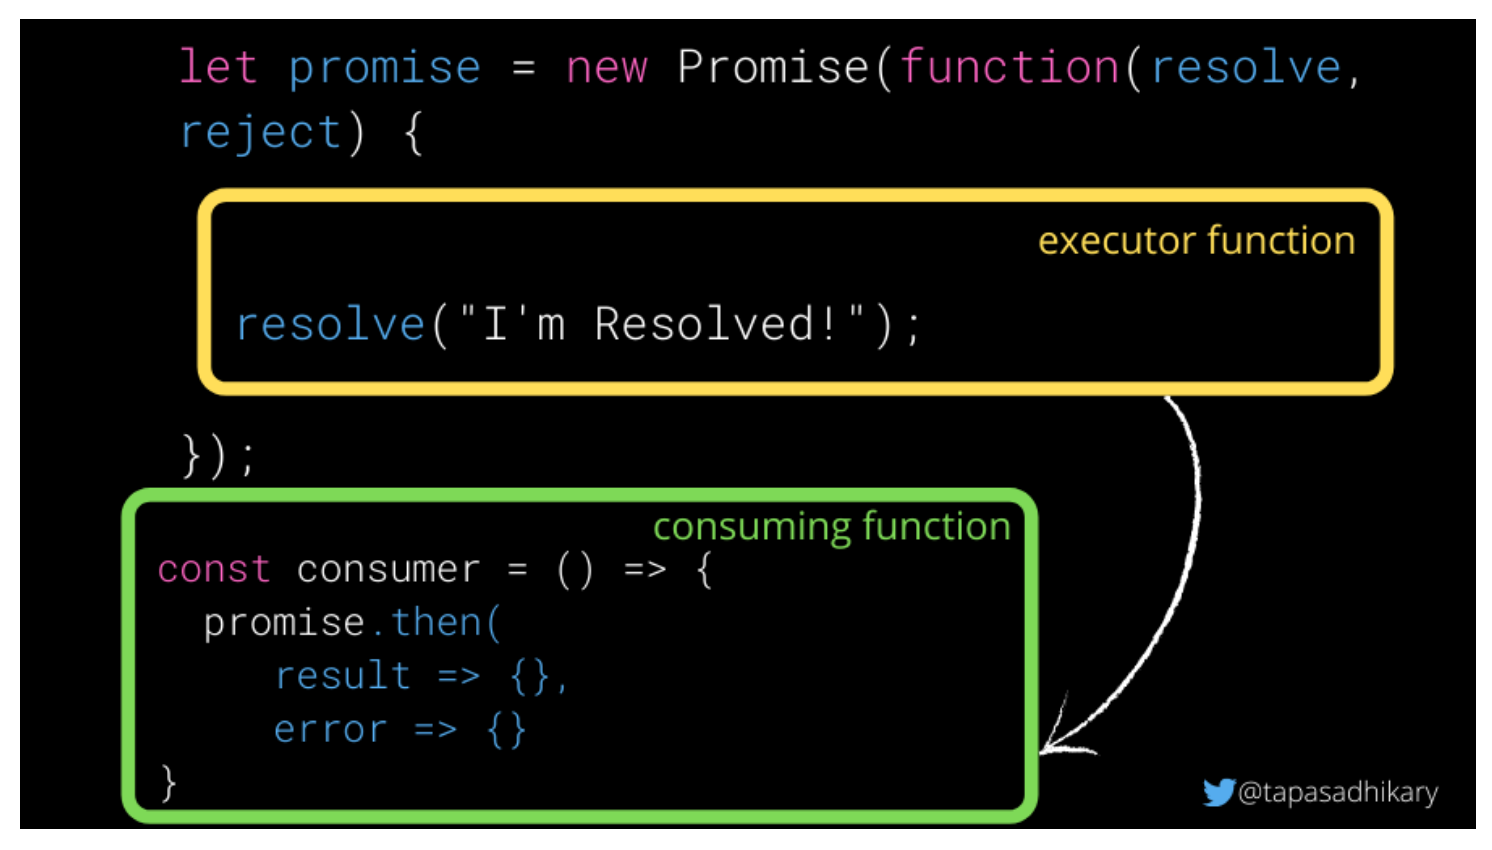 let promise = new Promise(function(resolve,
reject) {
executor function
resolve("I'm Resolved!");
});
consuming function
const consumer = () => {
promise.then(
result => {},
error => {}
}
@tapasadhikary